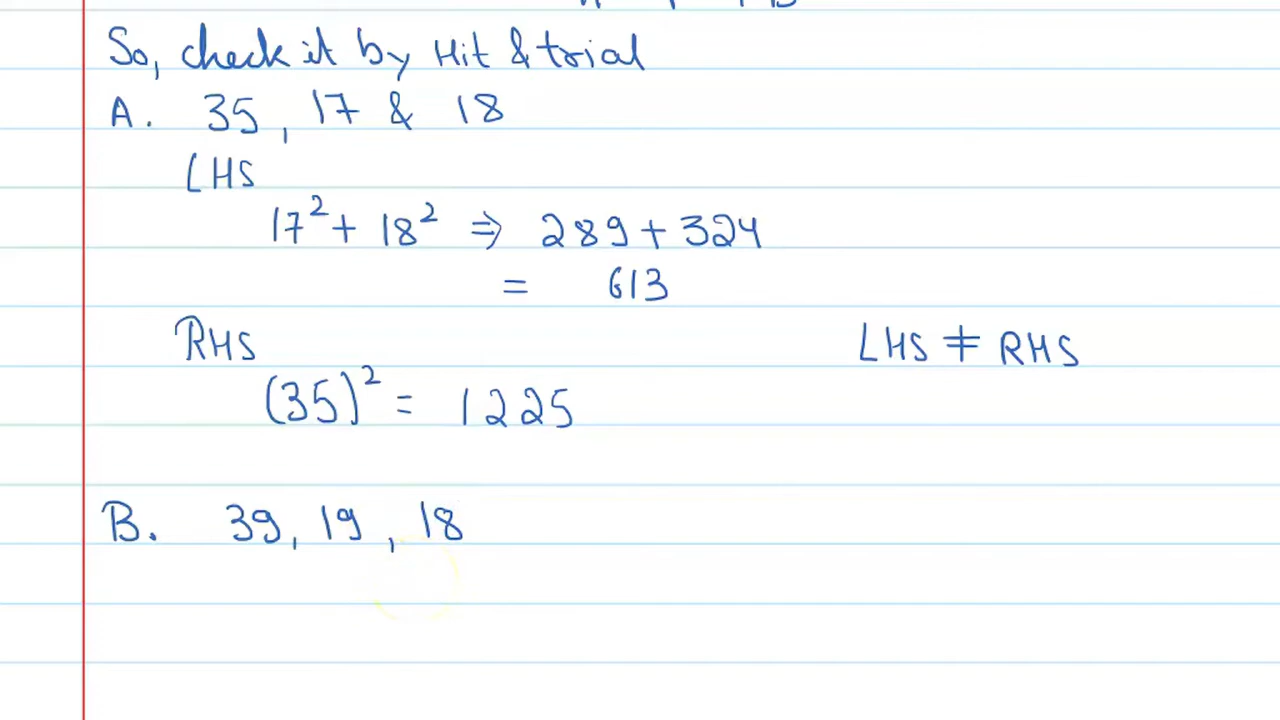 So, check it by Hit & trial
A. 35, 17 & 18
LHS
17² + 18² ⇒ 289 + 324
= 613
RHS
LHS ≠ RHS
(35)² = 1225
B. 39, 19, 18